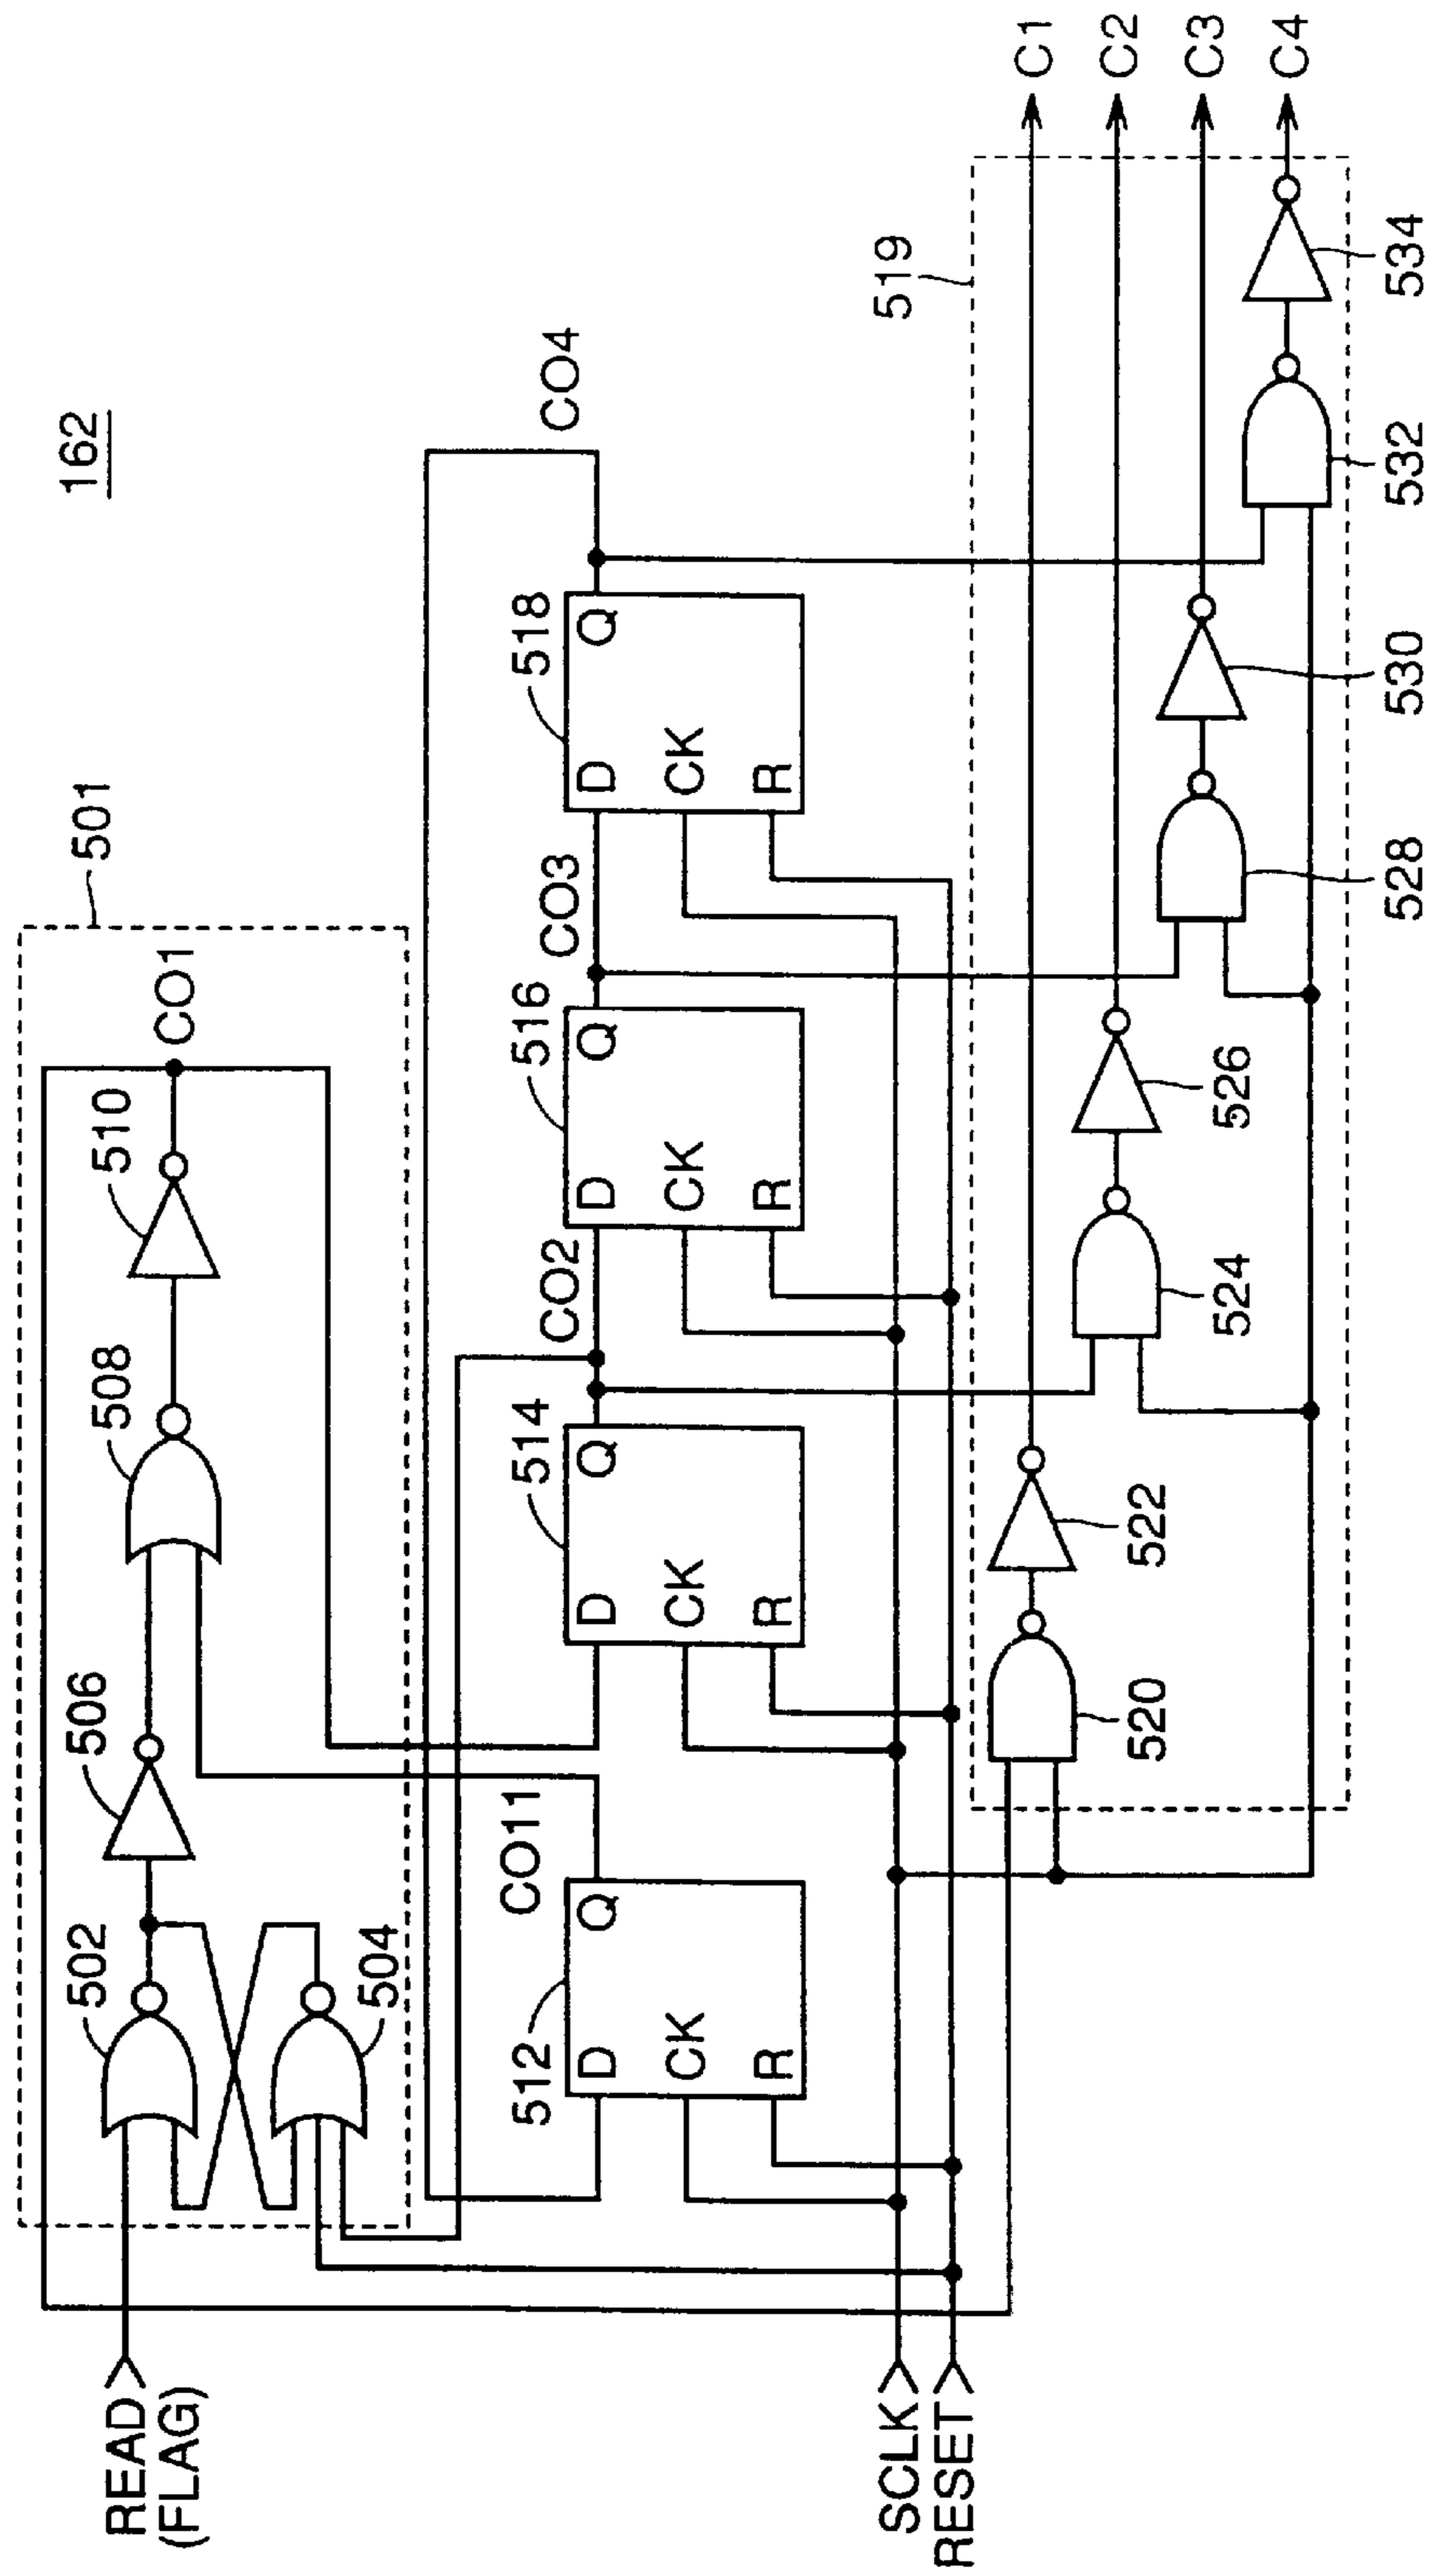 162
501
READ
(FLAG)
502
504
506
508
510
CO1
CO11
CO2
CO3
CO4
512
D
Q
CK
R
514
D
Q
CK
R
516
D
Q
CK
R
518
D
Q
CK
R
SCLK
RESET
519
520
522
524
526
528
530
532
534
C1
C2
C3
C4